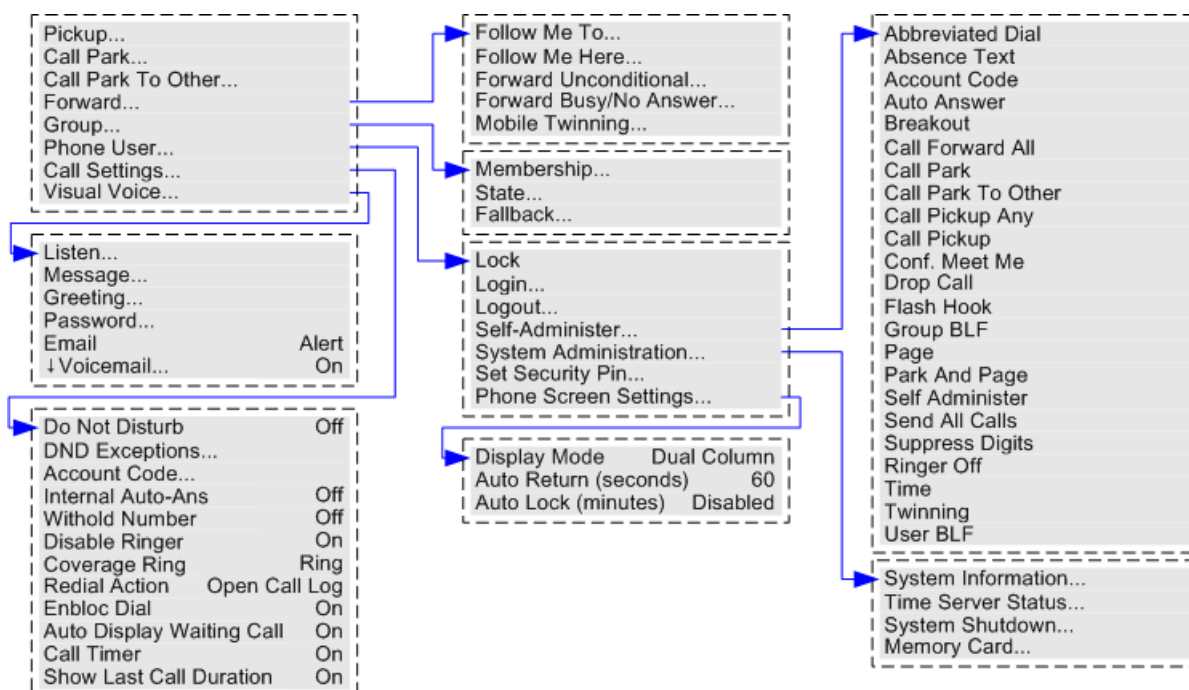 Pickup...
Call Park...
Call Park To Other...
Forward...
Group...
Phone User...
Call Settings...
Visual Voice...
Listen...
Message...
Greeting...
Password...
Email Alert
↓Voicemail... On
Do Not Disturb Off
DND Exceptions...
Account Code...
Internal Auto-Ans Off
Withold Number Off
Disable Ringer On
Coverage Ring Ring
Redial Action Open Call Log
Enbloc Dial On
Auto Display Waiting Call On
Call Timer On
Show Last Call Duration On
Follow Me To...
Follow Me Here...
Forward Unconditional...
Forward Busy/No Answer...
Mobile Twinning...
Membership...
State...
Fallback...
Lock
Login...
Logout...
Self-Administer...
System Administration...
Set Security Pin...
Phone Screen Settings...
Display Mode Dual Column
Auto Return (seconds) 60
Auto Lock (minutes) Disabled
Abbreviated Dial
Absence Text
Account Code
Auto Answer
Breakout
Call Forward All
Call Park
Call Park To Other
Call Pickup Any
Call Pickup
Conf. Meet Me
Drop Call
Flash Hook
Group BLF
Page
Park And Page
Self Administer
Send All Calls
Suppress Digits
Ringer Off
Time
Twinning
User BLF
System Information...
Time Server Status...
System Shutdown...
Memory Card...